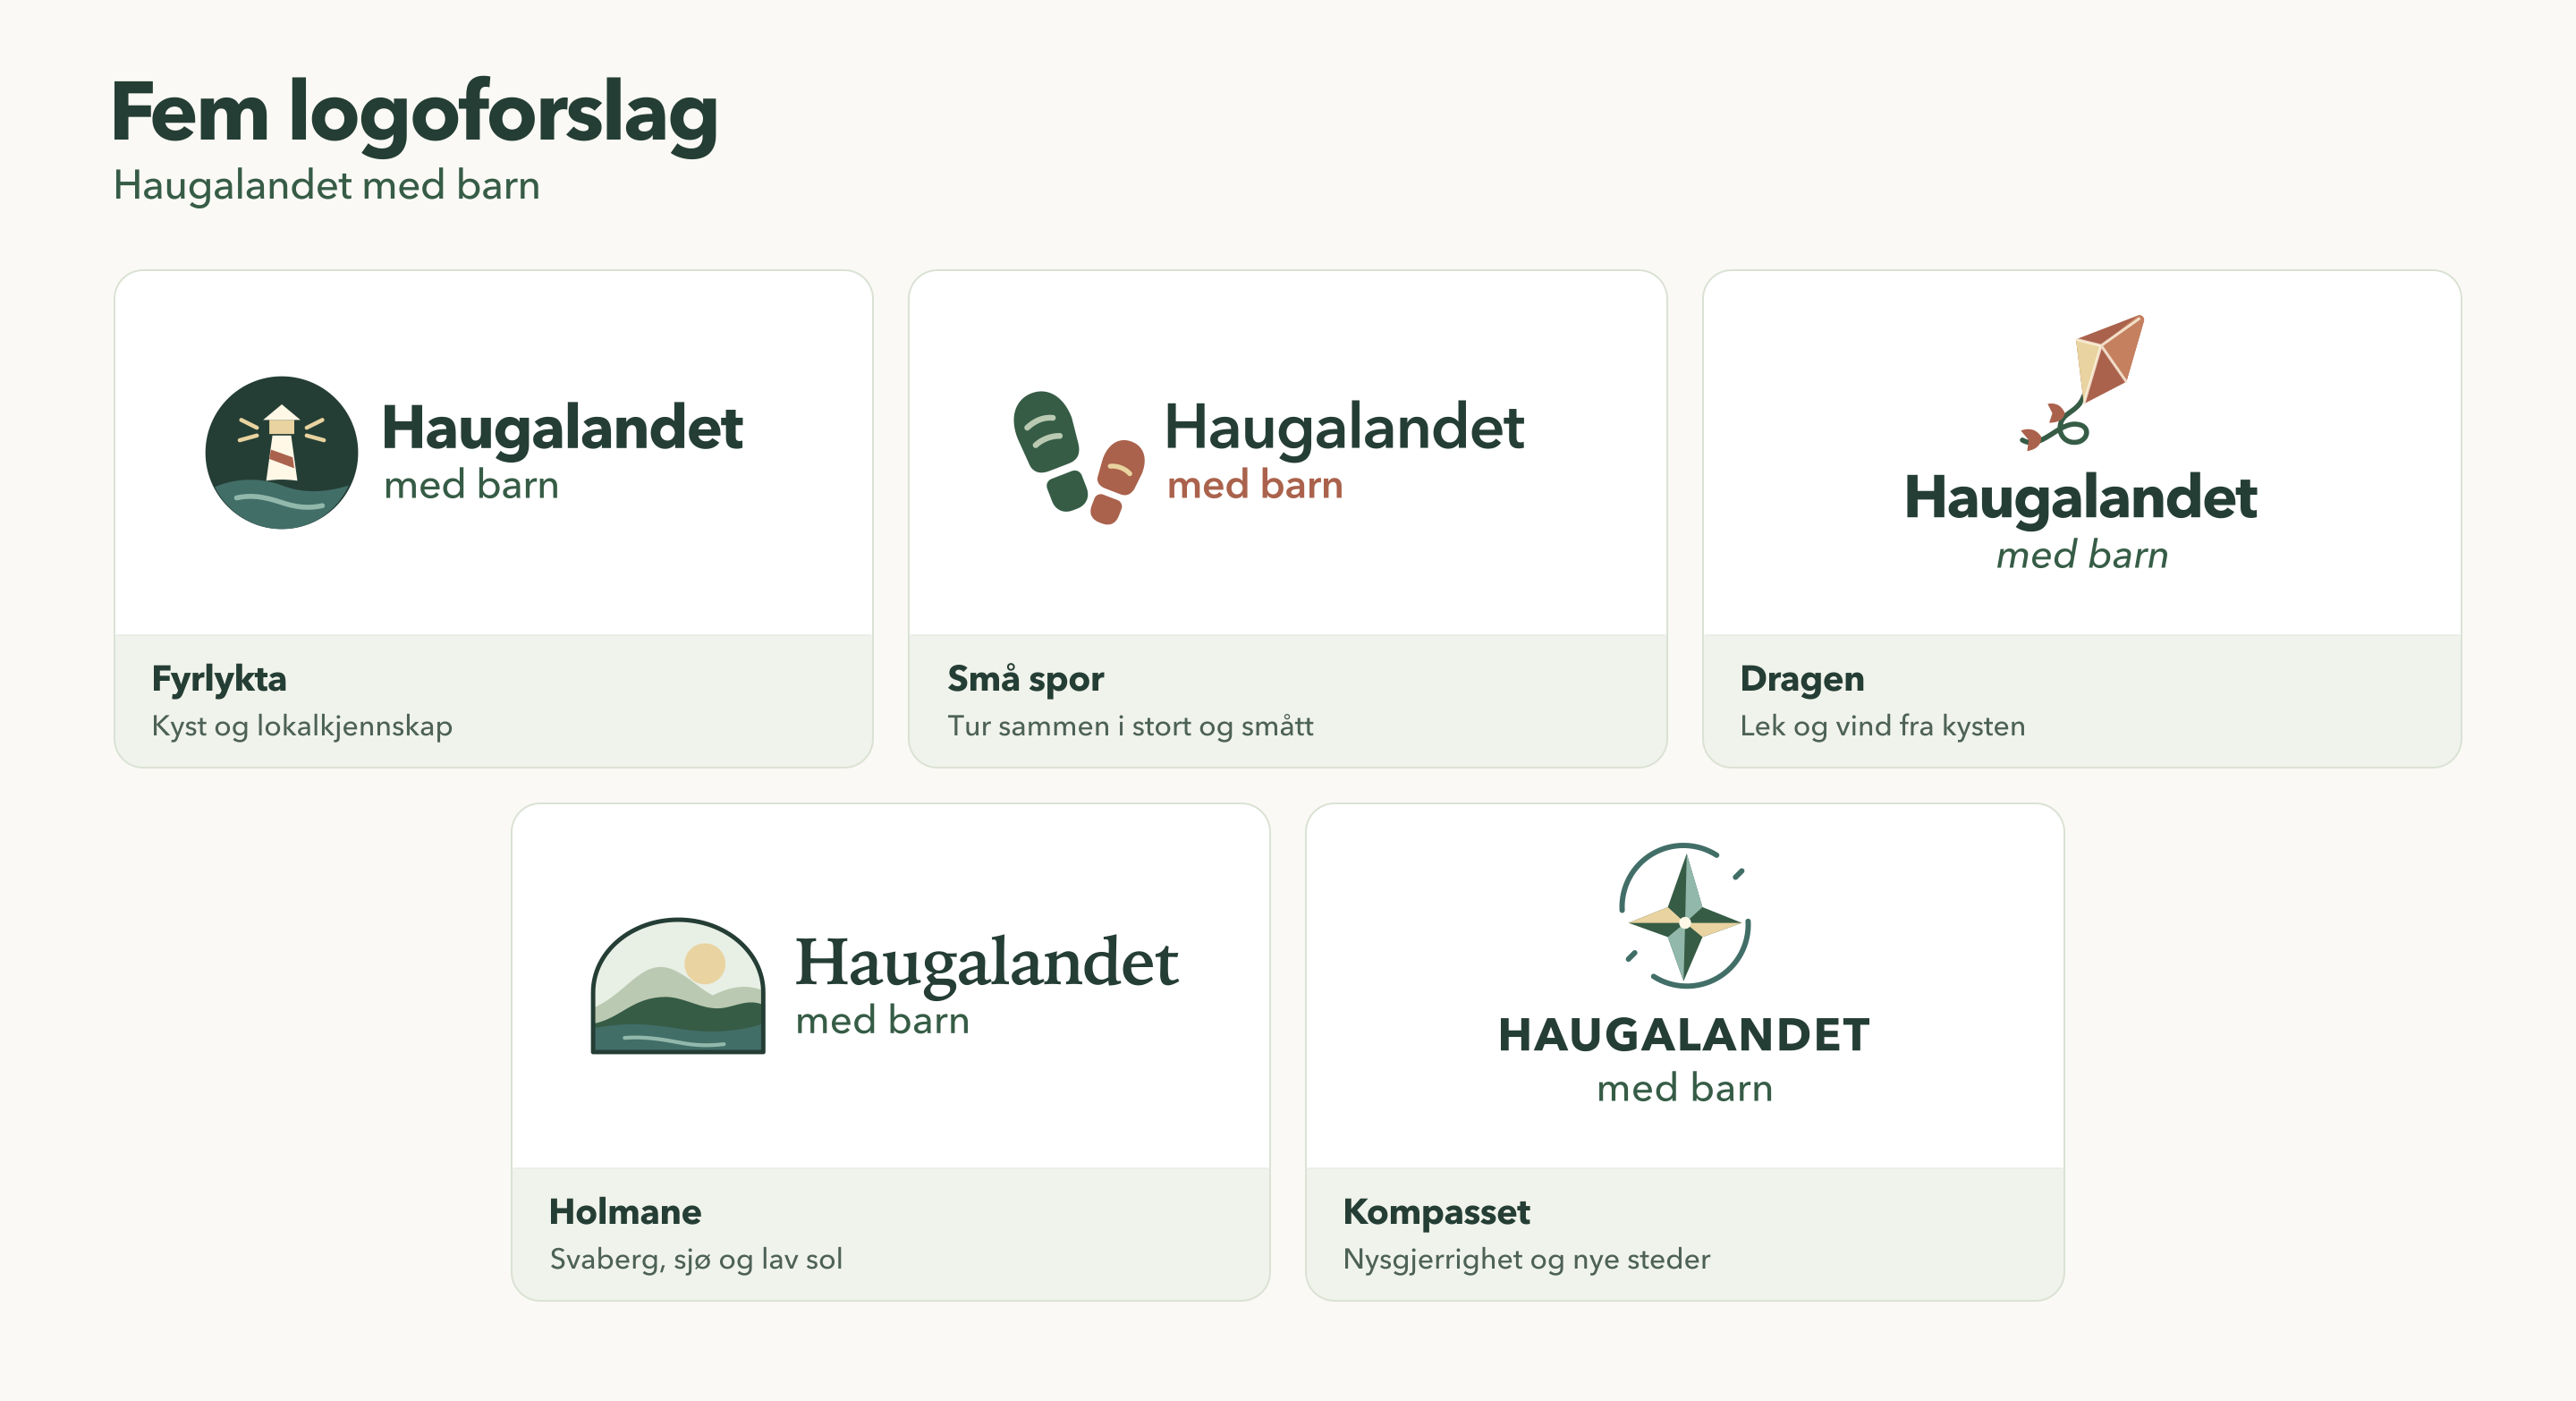 Fem logoforslag
Haugalandet med barn
Haugalandet
med barn
Fyrlykta
Kyst og lokalkjennskap
Haugalandet
med barn
Små spor
Tur sammen i stort og smått
Haugalandet
med barn
Dragen
Lek og vind fra kysten
Haugalandet
med barn
Holmane
Svaberg, sjø og lav sol
HAUGALANDET
med barn
Kompasset
Nysgjerrighet og nye steder